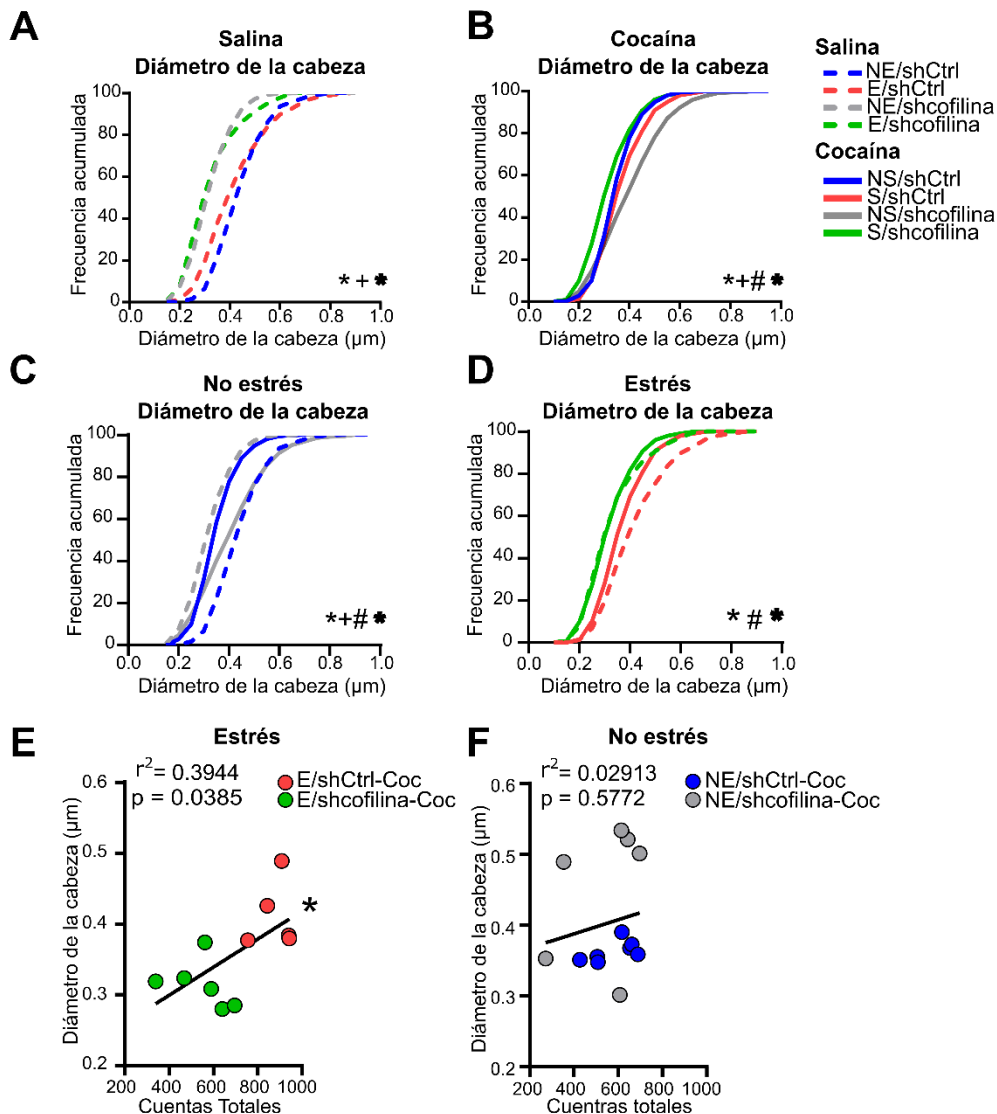 A
Salina
Diámetro de la cabeza
Frecuencia acumulada
100
80
60
40
20
0
0.0 0.2 0.4 0.6 0.8 1.0
Diámetro de la cabeza (µm)
* + *
B
Cocaína
Diámetro de la cabeza
Frecuencia acumulada
100
80
60
40
20
0
0.0 0.2 0.4 0.6 0.8 1.0
Diámetro de la cabeza (µm)
*+# *
Salina
NE/shCtrl
E/shCtrl
NE/shcofilina
E/shcofilina
Cocaína
NS/shCtrl
S/shCtrl
NS/shcofilina
S/shcofilina
C
No estrés
Diámetro de la cabeza
Frecuencia acumulada
100
80
60
40
20
0
0.0 0.2 0.4 0.6 0.8 1.0
Diámetro de la cabeza (µm)
*+# *
D
Estrés
Diámetro de la cabeza
Frecuencia acumulada
100
80
60
40
20
0
0.0 0.2 0.4 0.6 0.8 1.0
Diámetro de la cabeza (µm)
* # *
E
Estrés
r²= 0.3944
p = 0.0385
E/shCtrl-Coc
E/shcofilina-Coc
Diámetro de la cabeza (µm)
0.6
0.5
0.4
0.3
0.2
*
200 400 600 800 1000
Cuentas Totales
F
No estrés
r²= 0.02913
p = 0.5772
NE/shCtrl-Coc
NE/shcofilina-Coc
Diámetro de la cabeza (µm)
0.6
0.5
0.4
0.3
0.2
200 400 600 800 1000
Cuentras totales